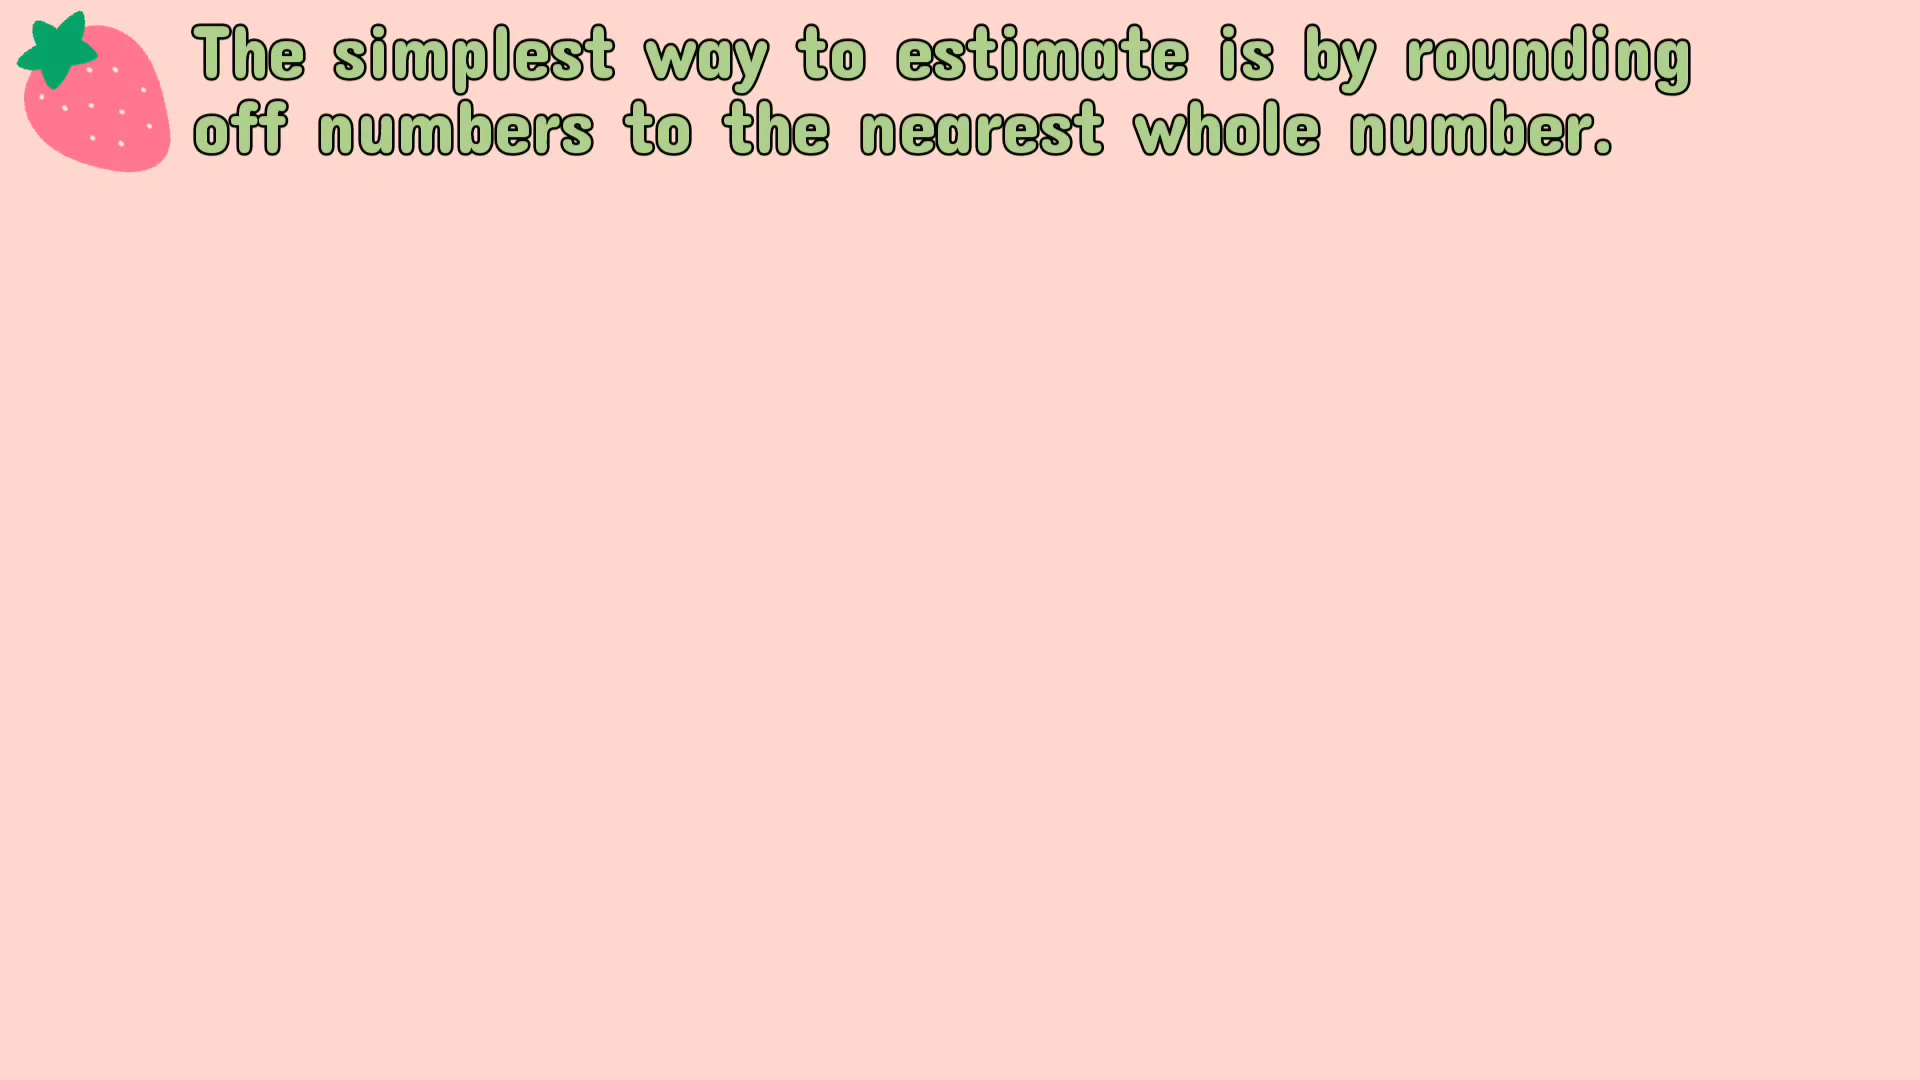 The simplest way to estimate is by rounding
off numbers to the nearest whole number.